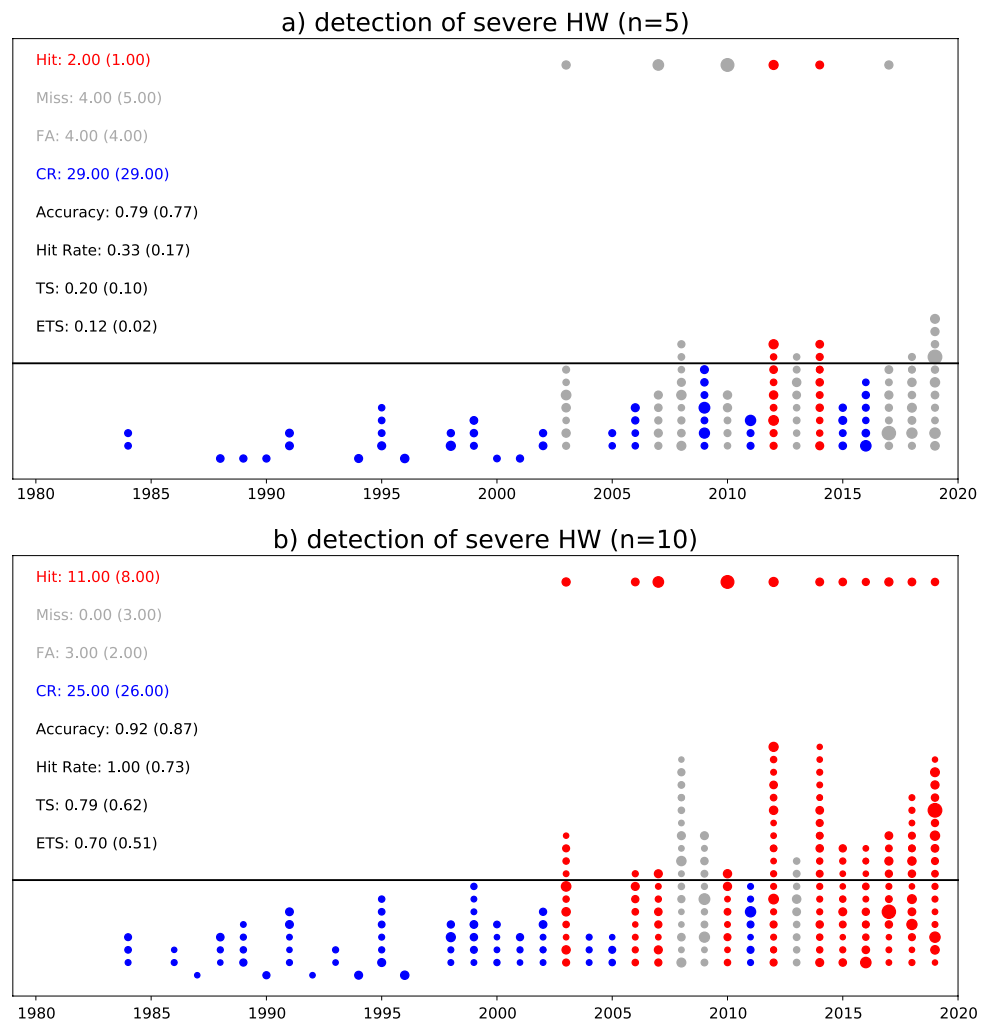 a) detection of severe HW (n=5)
Hit: 2.00 (1.00)
Miss: 4.00 (5.00)
FA: 4.00 (4.00)
CR: 29.00 (29.00)
Accuracy: 0.79 (0.77)
Hit Rate: 0.33 (0.17)
TS: 0.20 (0.10)
ETS: 0.12 (0.02)
1980 1985 1990 1995 2000 2005 2010 2015 2020
b) detection of severe HW (n=10)
Hit: 11.00 (8.00)
Miss: 0.00 (3.00)
FA: 3.00 (2.00)
CR: 25.00 (26.00)
Accuracy: 0.92 (0.87)
Hit Rate: 1.00 (0.73)
TS: 0.79 (0.62)
ETS: 0.70 (0.51)
1980 1985 1990 1995 2000 2005 2010 2015 2020